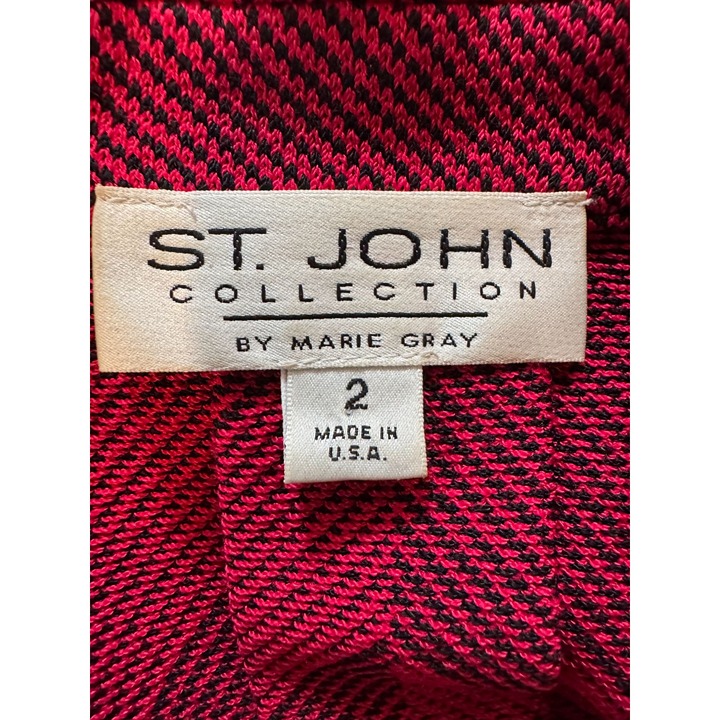 ST. JOHN
COLLECTION
BY MARIE GRAY
2
MADE IN
U.S.A.